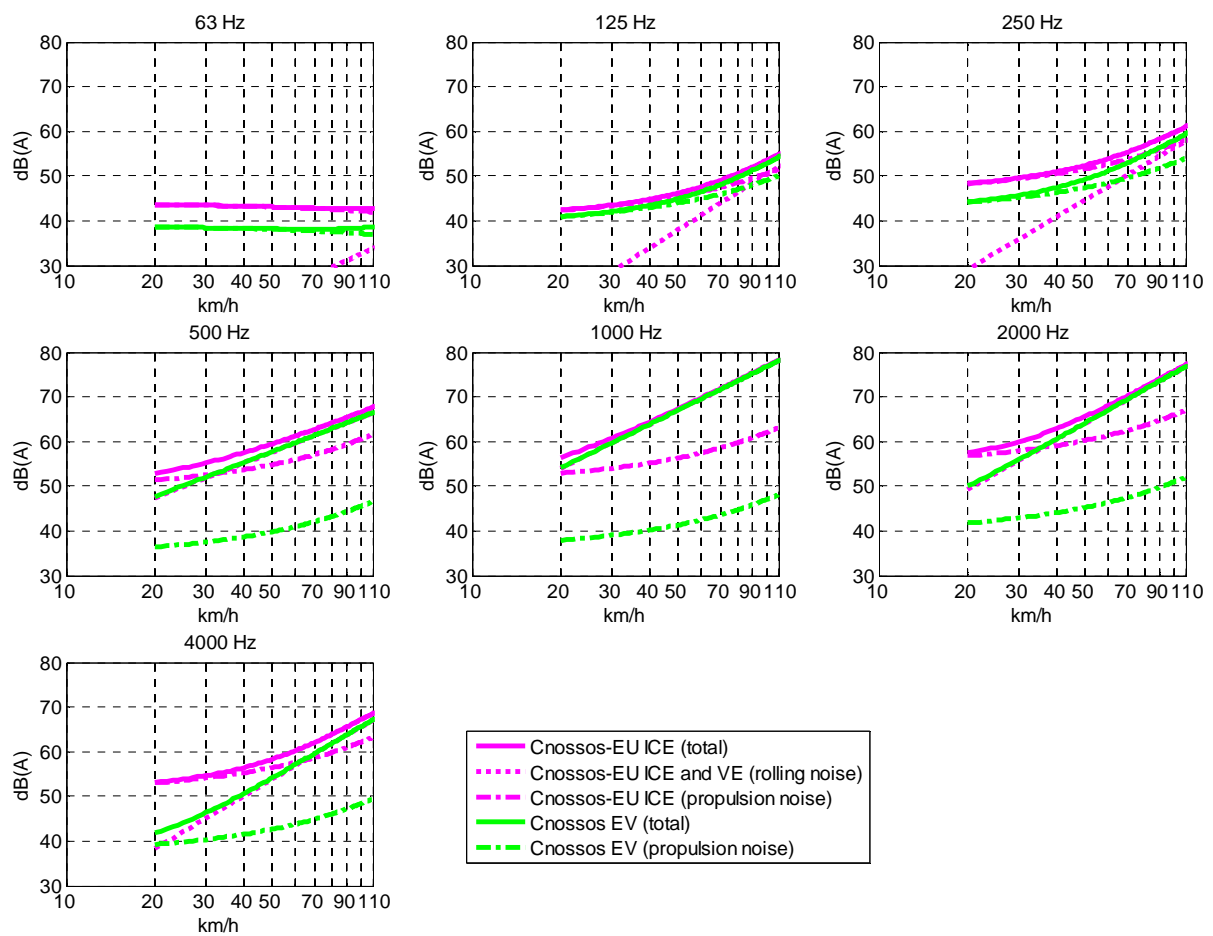 63 Hz
125 Hz
250 Hz
80
70
60
50
40
30
dB(A)
10 20 30 40 50 70 90 110
km/h
80
70
60
50
40
30
dB(A)
10 20 30 40 50 70 90 110
km/h
80
70
60
50
40
30
dB(A)
10 20 30 40 50 70 90 110
km/h
500 Hz
1000 Hz
2000 Hz
80
70
60
50
40
30
dB(A)
10 20 30 40 50 70 90 110
km/h
80
70
60
50
40
30
dB(A)
10 20 30 40 50 70 90 110
km/h
80
70
60
50
40
30
dB(A)
10 20 30 40 50 70 90 110
km/h
4000 Hz
80
70
60
50
40
30
dB(A)
10 20 30 40 50 70 90 110
km/h
Cnossos-EU ICE (total)
Cnossos-EU ICE and VE (rolling noise)
Cnossos-EU ICE (propulsion noise)
Cnossos EV (total)
Cnossos EV (propulsion noise)